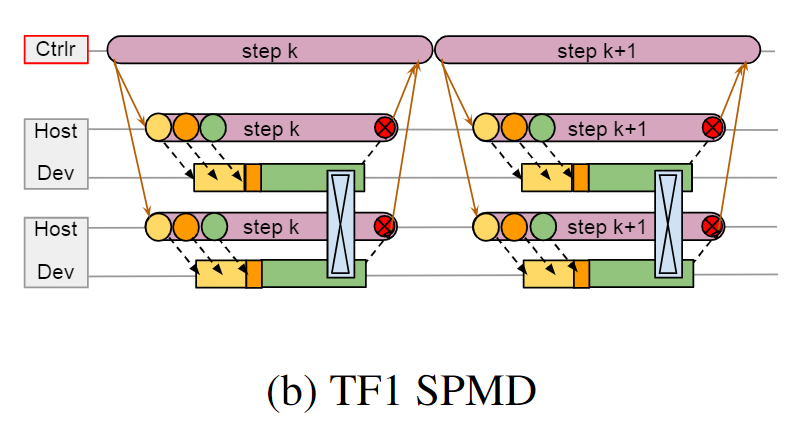 Ctrlr
step k
step k+1
Host
step k
step k+1
Dev
Host
step k
step k+1
Dev
(b) TF1 SPMD